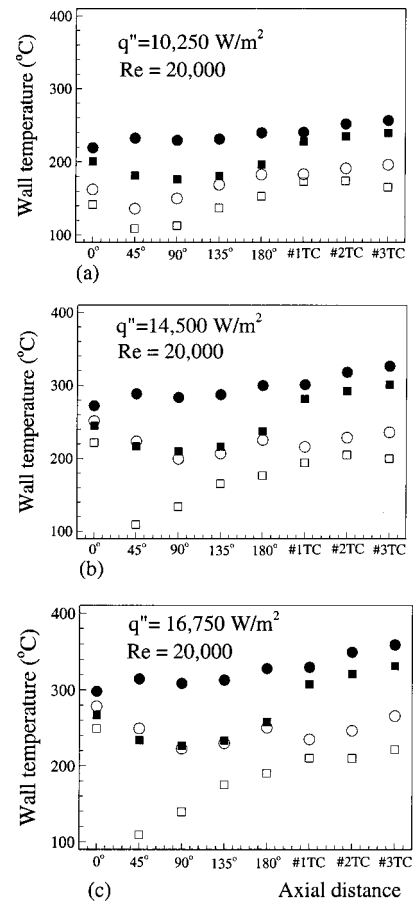 q"=10,250 W/m²
Re = 20,000
Wall temperature (°C)
400
300
200
100
0° 45° 90° 135° 180° #1TC #2TC #3TC
(a)
q"=14,500 W/m²
Re = 20,000
Wall temperature (°C)
400
300
200
100
0° 45° 90° 135° 180° #1TC #2TC #3TC
(b)
q"= 16,750 W/m²
Re = 20,000
Wall temperature (°C)
400
300
200
100
0° 45° 90° 135° 180° #1TC #2TC #3TC
(c) Axial distance